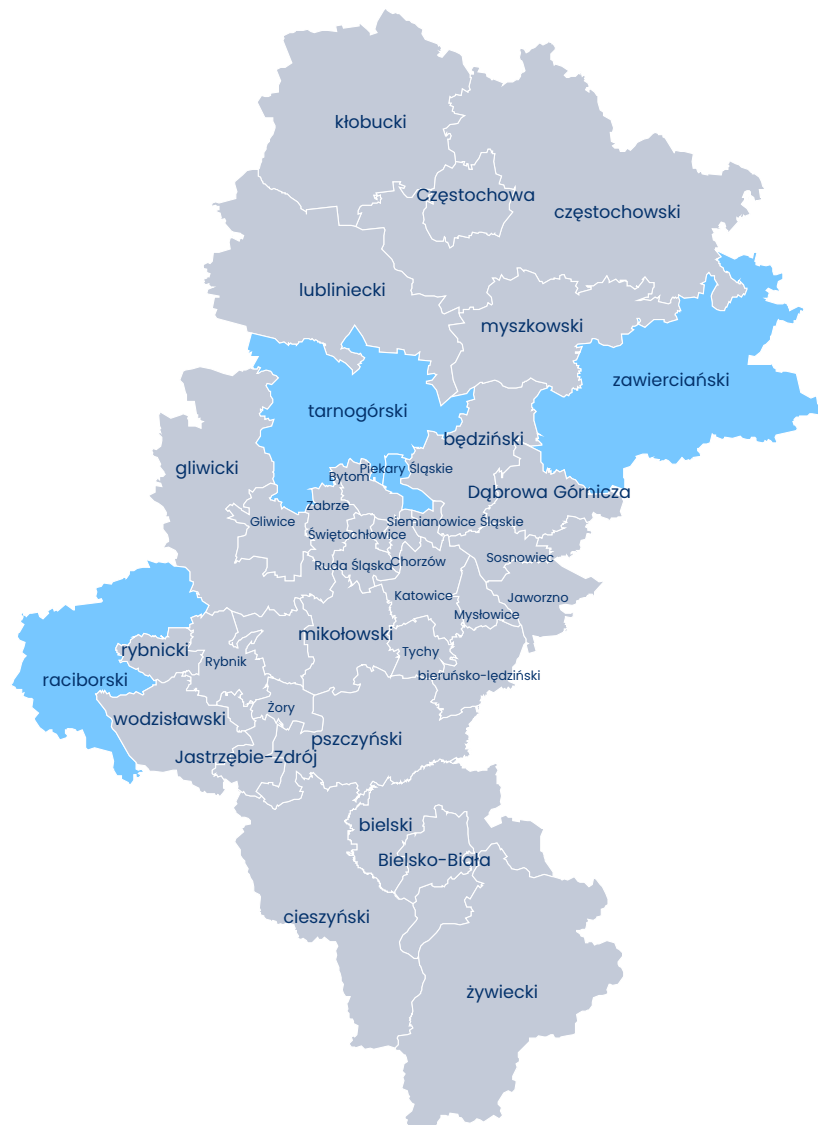 kłobucki
Częstochowa
częstochowski
lubliniecki
myszkowski
zawierciański
tarnogórski
będziński
gliwicki
Piekary Śląskie
Bytom
Dąbrowa Górnicza
Zabrze
Gliwice
Siemianowice Śląskie
Świętochłowice
Sosnowiec
Ruda Śląska
Chorzów
Katowice
Jaworzno
Mysłowice
mikołowski
rybnicki
Tychy
Rybnik
bieruńsko-lędziński
raciborski
Żory
wodzisławski
pszczyński
Jastrzębie-Zdrój
bielski
Bielsko-Biała
cieszyński
żywiecki